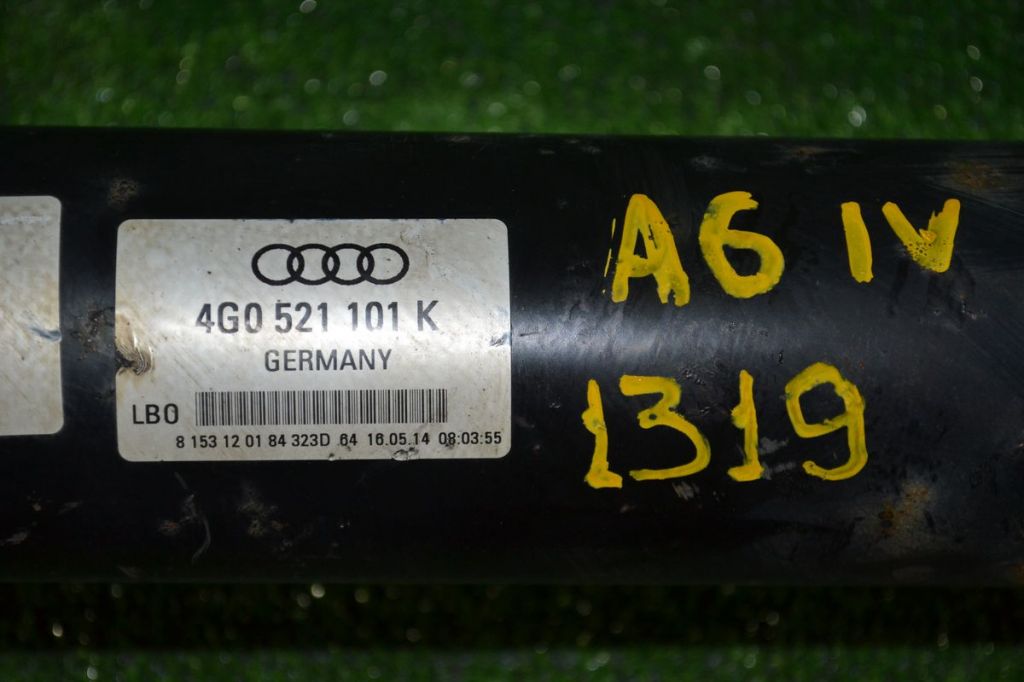 4G0 521 101 K
GERMANY
LB0
8 153 12 01 84 323D 64 16.05.14 08:03:55
A6 IV
1319